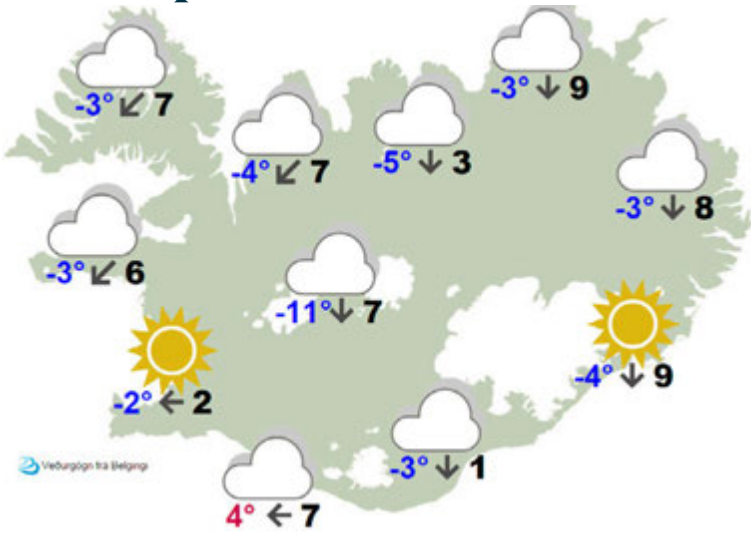 -3° ↙ 7
-3° ↓ 9
-4° ↙ 7
-5° ↓ 3
-3° ↓ 8
-3° ↙ 6
-11° ↓ 7
-2° ← 2
-4° ↓ 9
-3° ↓ 1
Veðurgögn frá Belgingi
4° ← 7